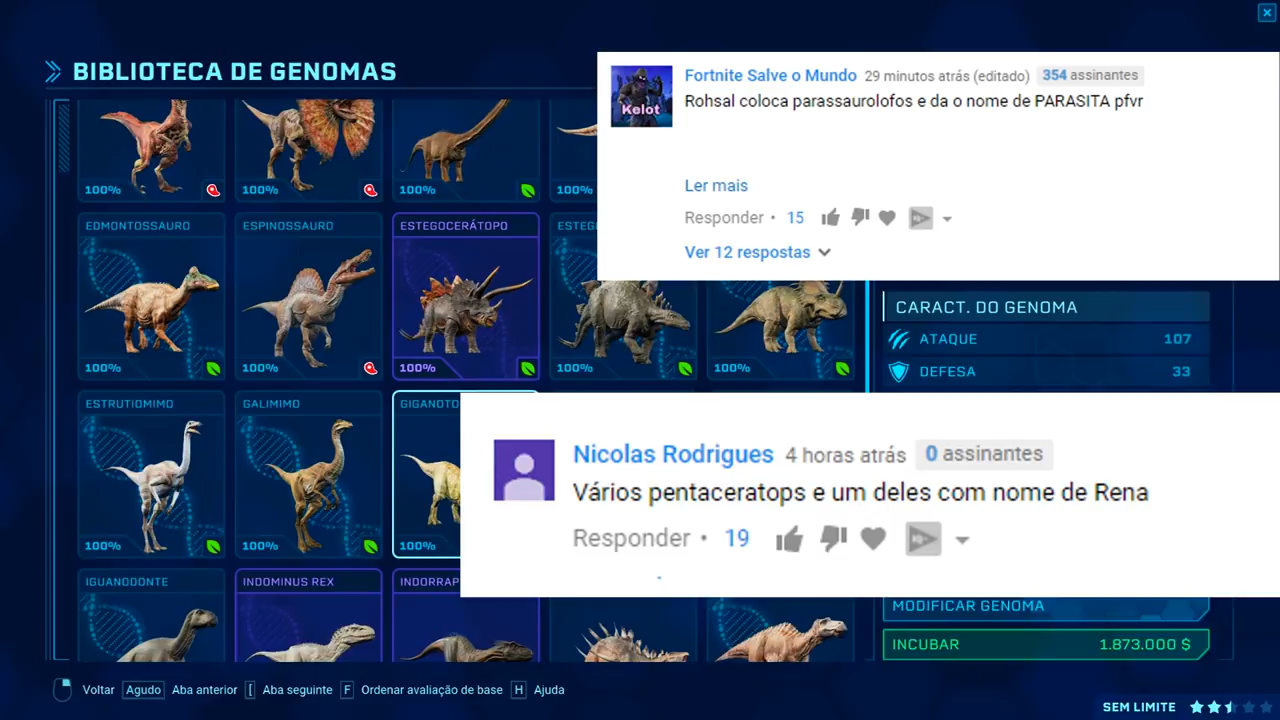 BIBLIOTECA DE GENOMAS
100%
100%
100%
100%
Kelot
Fortnite Salve o Mundo 29 minutos atrás (editado) 354 assinantes
Rohsal coloca parassaurolofos e da o nome de PARASITA pfvr
Ler mais
Responder • 15
Ver 12 respostas
EDMONTOSSAURO
ESPINOSSAURO
ESTEGOCERÁTOPO
ESTEG
100%
100%
100%
100%
100%
CARACT. DO GENOMA
ATAQUE 107
DEFESA 33
ESTRUTIOMIMO
GALIMIMO
GIGANOTO
100%
100%
100%
Nicolas Rodrigues 4 horas atrás 0 assinantes
Vários pentaceratops e um deles com nome de Rena
Responder • 19
IGUANODONTE
INDOMINUS REX
INDORRAP
MODIFICAR GENOMA
INCUBAR 1.873.000 $
Voltar Agudo Aba anterior [ Aba seguinte F Ordenar avaliação de base H Ajuda
SEM LIMITE